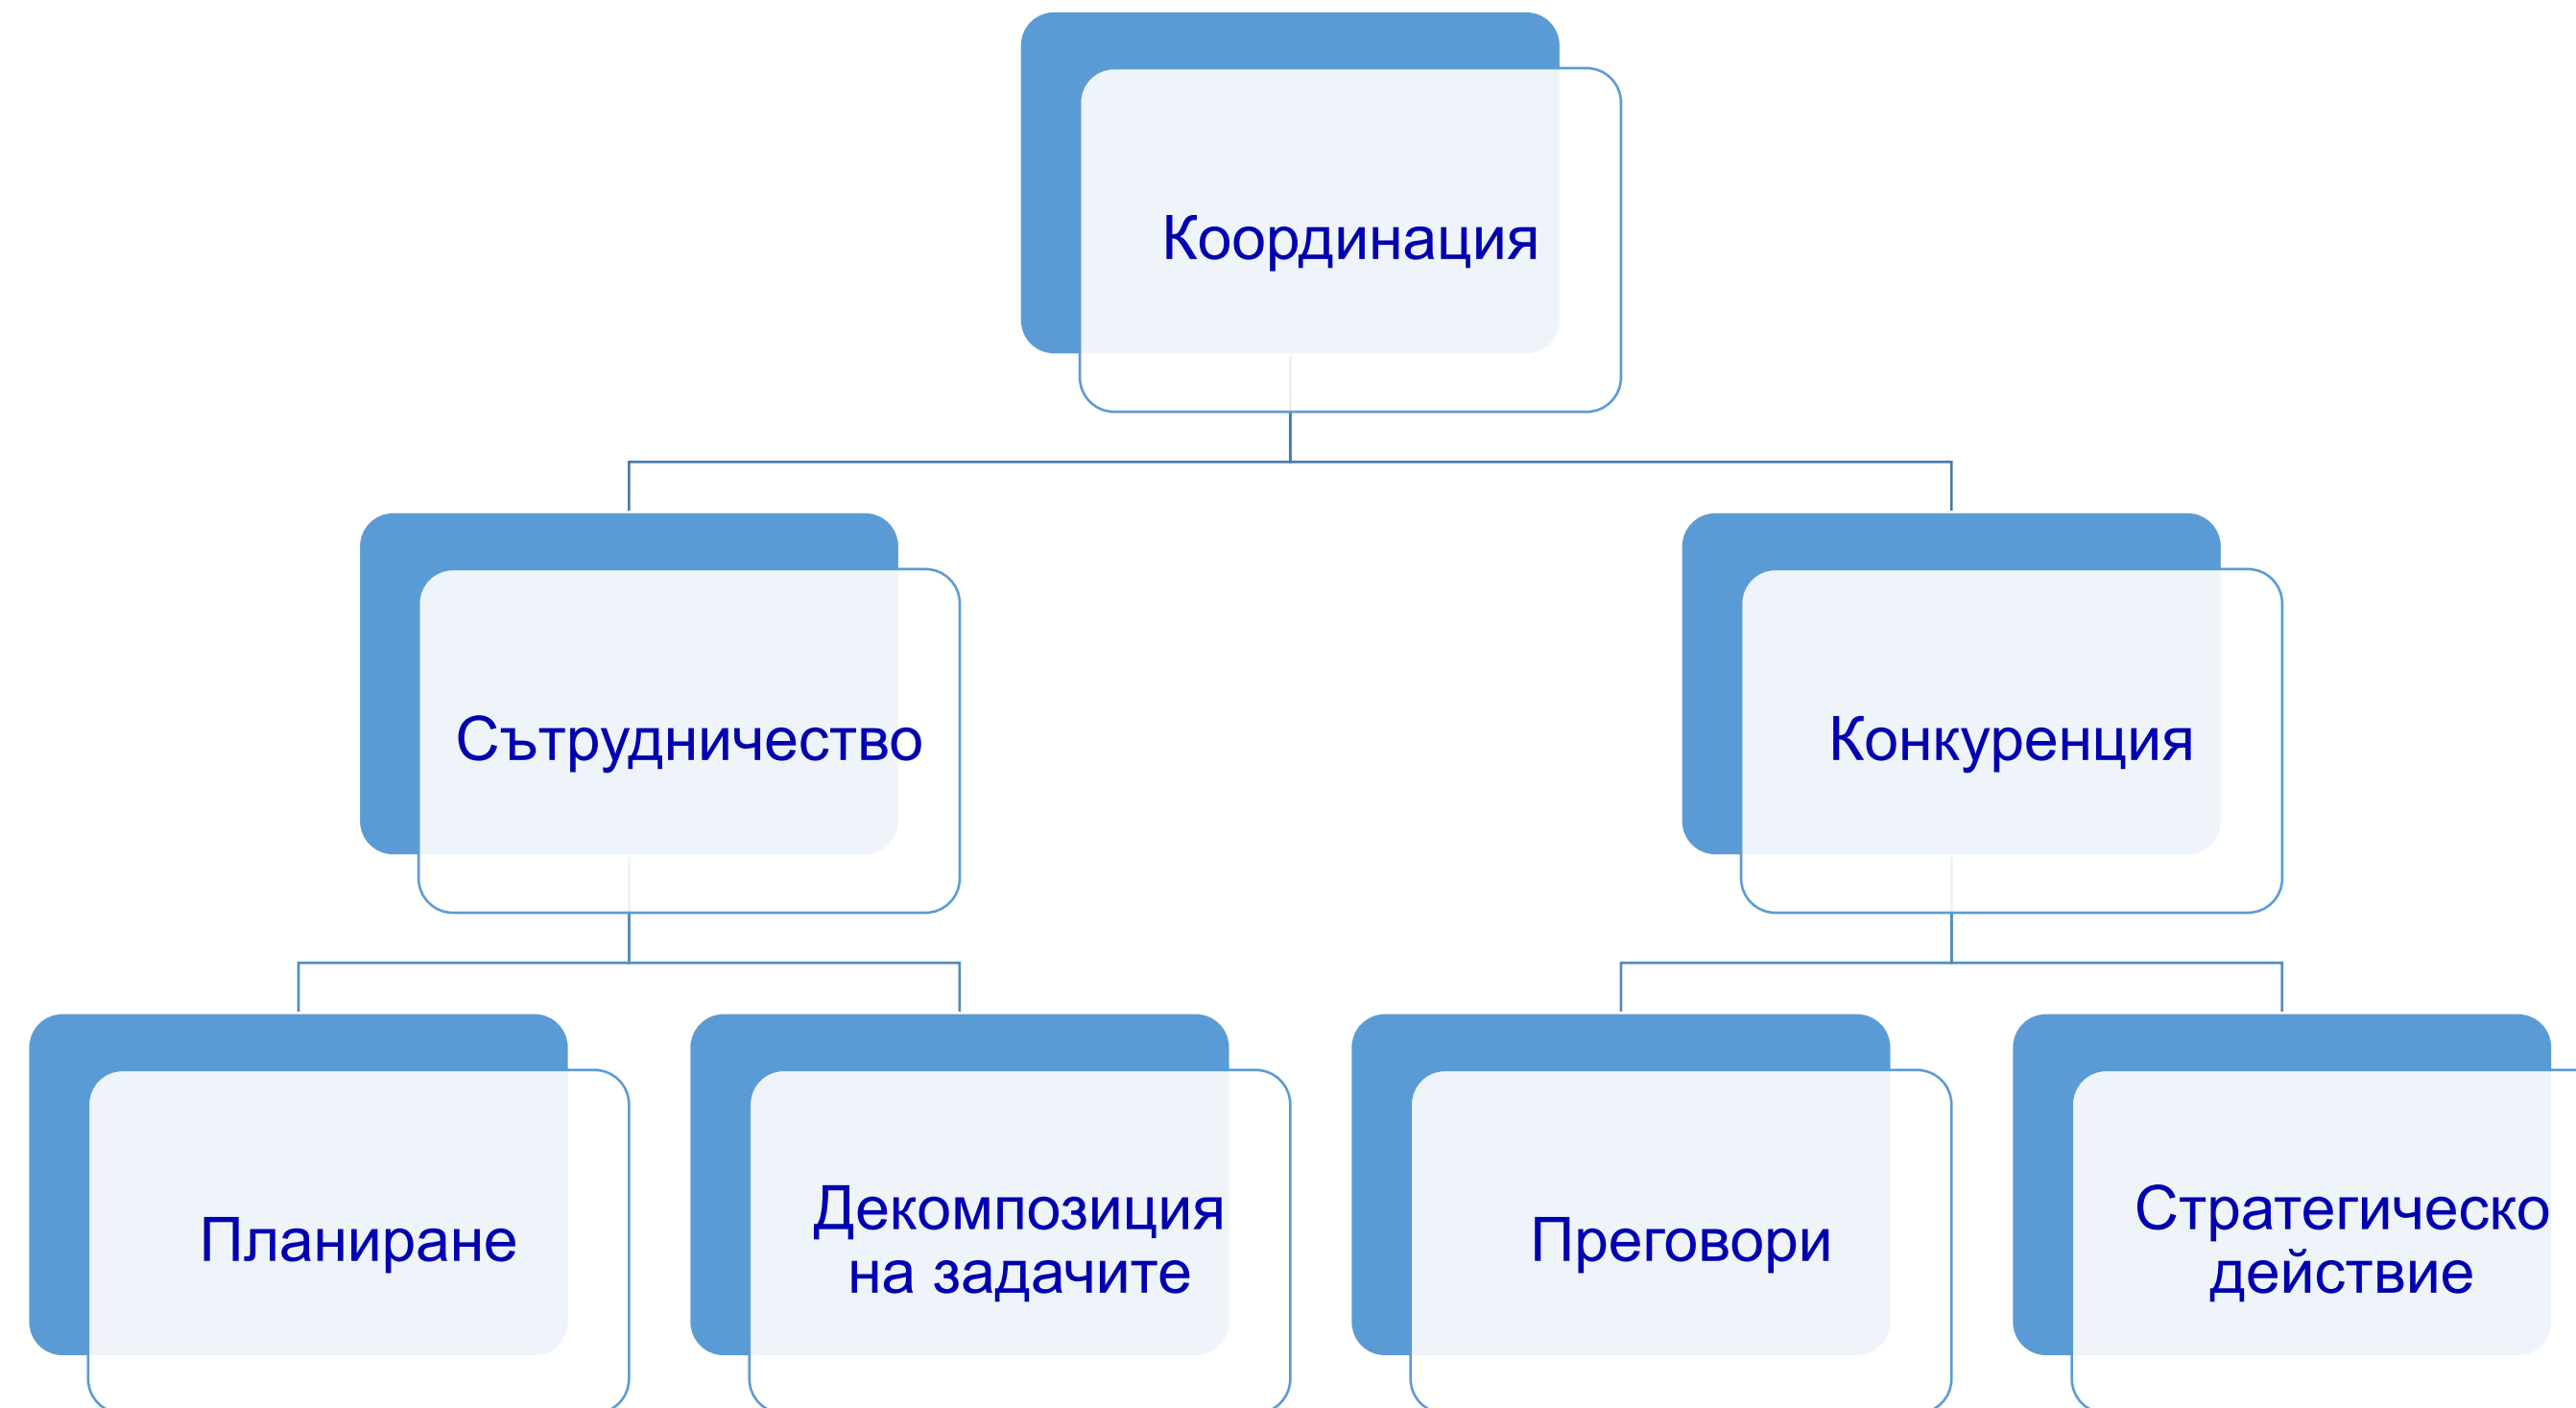 Координация
Сътрудничество
Конкуренция
Планиране
Декомпозиция
на задачите
Преговори
Стратегическо
действие